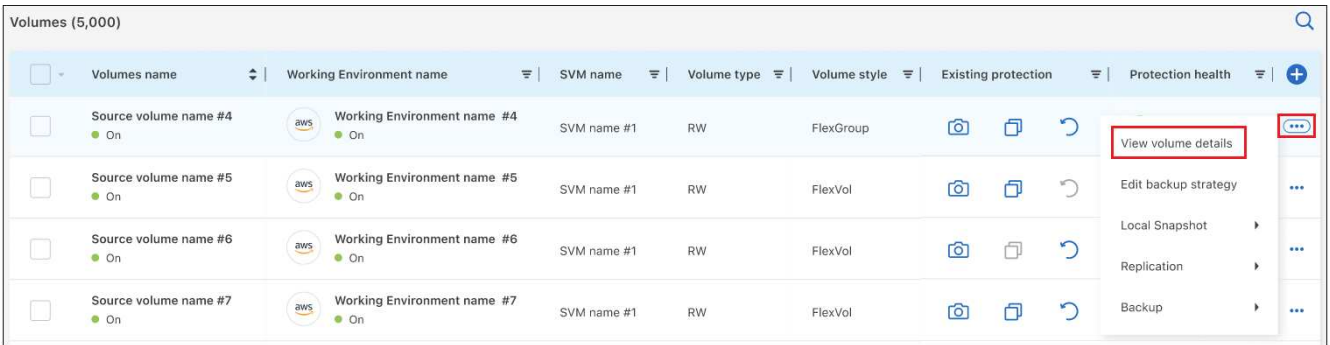 Volumes (5,000)
Volumes name Working Environment name SVM name Volume type Volume style Existing protection Protection health
Source volume name #4 aws Working Environment name #4 SVM name #1 RW FlexGroup
On On
View volume details
Source volume name #5 aws Working Environment name #5 SVM name #1 RW FlexVol
On On
Edit backup strategy
Local Snapshot
Source volume name #6 aws Working Environment name #6 SVM name #1 RW FlexVol
On On
Replication
Source volume name #7 aws Working Environment name #7 SVM name #1 RW FlexVol
On On
Backup